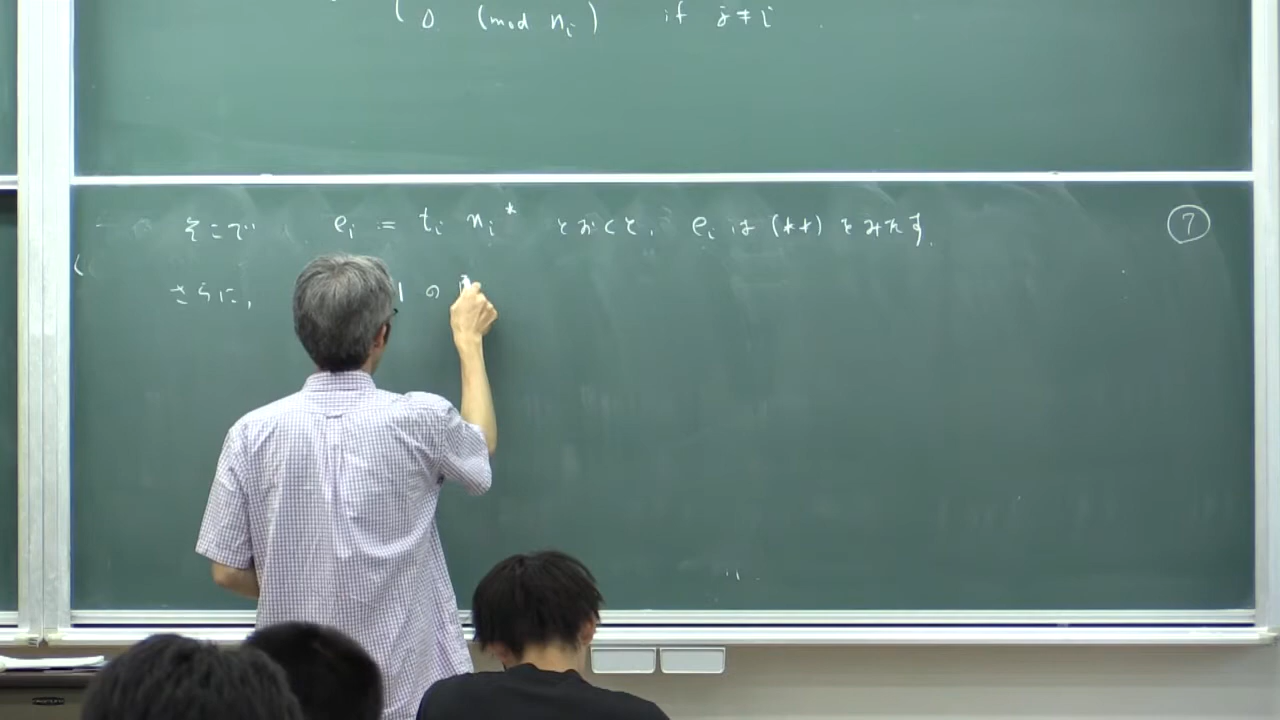 0 (mod n_i) if j ≠ i
そこで, e_i = t_i n_i^* とおくと, e_i は (**) をみたす. ⑦
さらに, 1 の